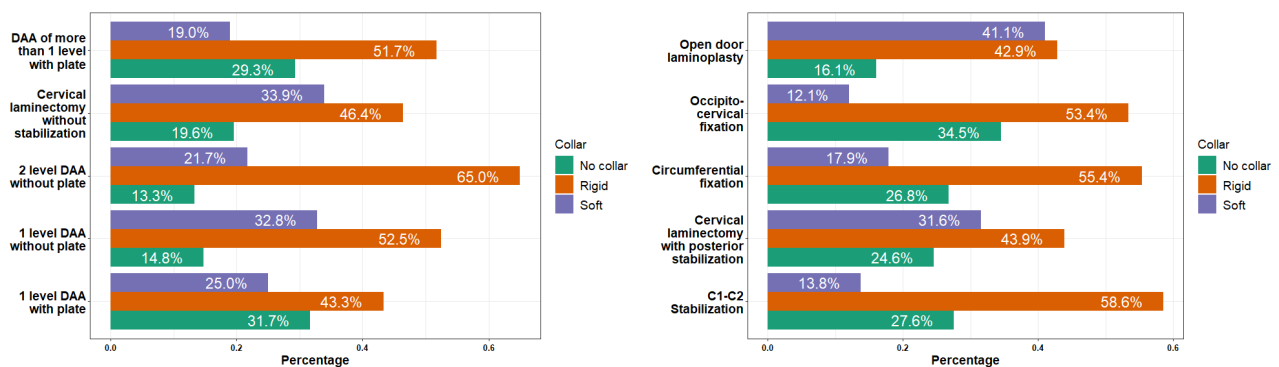 DAA of more
than 1 level
with plate
19.0%
51.7%
29.3%
Cervical
laminectomy
without
stabilization
33.9%
46.4%
19.6%
2 level DAA
without plate
21.7%
65.0%
13.3%
1 level DAA
without plate
32.8%
52.5%
14.8%
1 level DAA
with plate
25.0%
43.3%
31.7%
0.0
0.2
0.4
0.6
Percentage
Collar
No collar
Rigid
Soft
Open door
laminoplasty
41.1%
42.9%
16.1%
Occipito-
cervical
fixation
12.1%
53.4%
34.5%
Circumferential
fixation
17.9%
55.4%
26.8%
Cervical
laminectomy
with posterior
stabilization
31.6%
43.9%
24.6%
C1-C2
Stabilization
13.8%
58.6%
27.6%
0.0
0.2
0.4
0.6
Percentage
Collar
No collar
Rigid
Soft